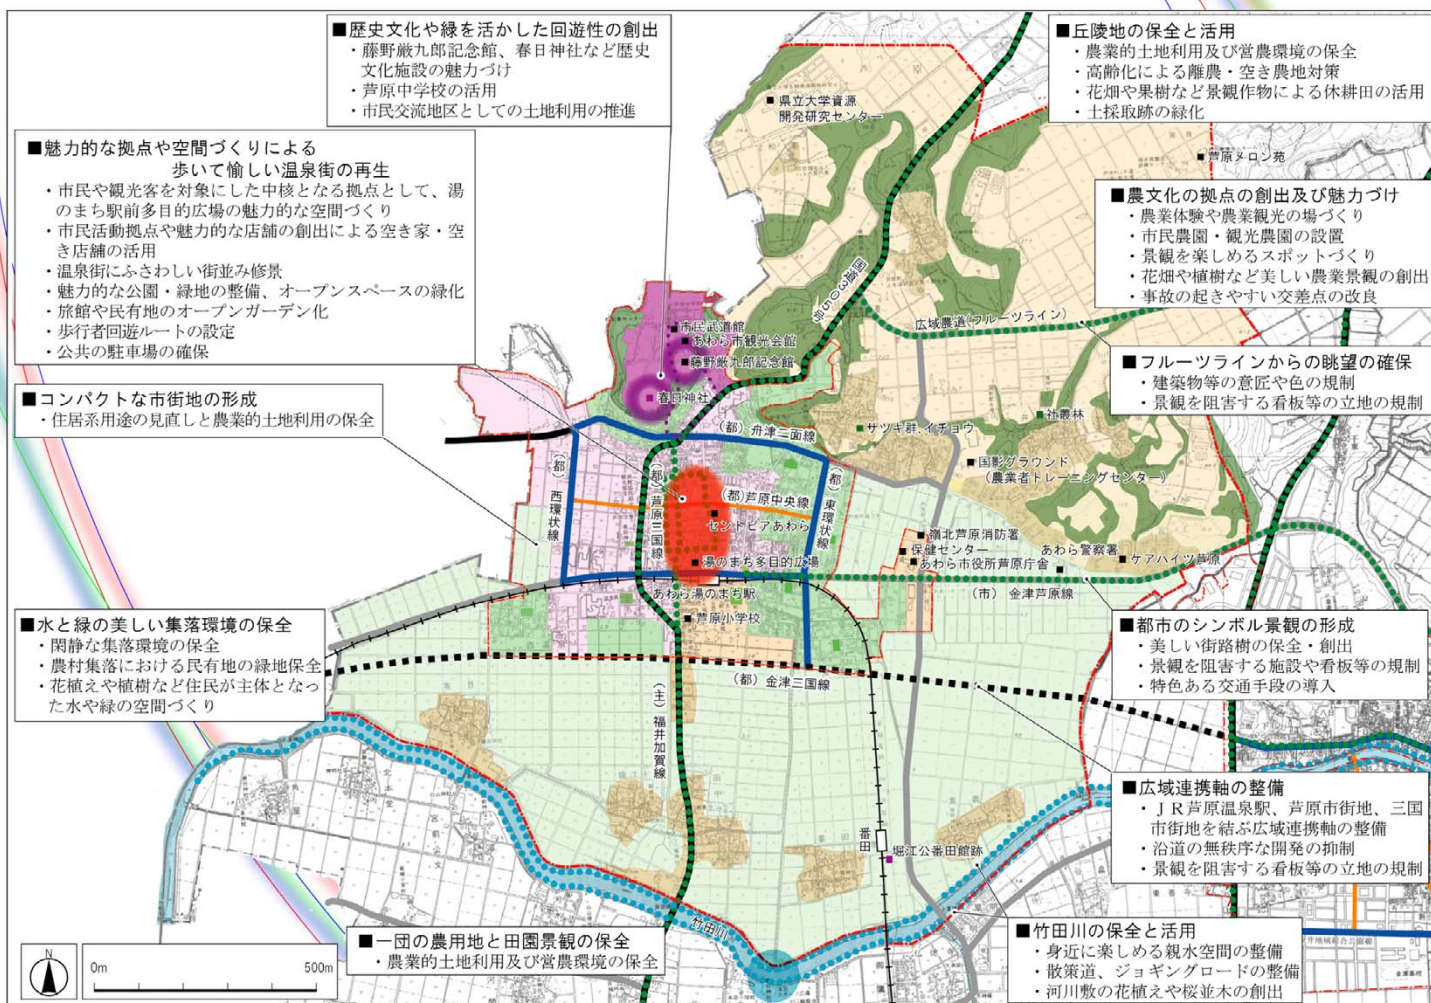 ■歴史文化や緑を活かした回遊性の創出
・藤野厳九郎記念館、春日神社など歴史
文化施設の魅力づけ
・芦原中学校の活用
・市民交流地区としての土地利用の推進
■丘陵地の保全と活用
・農業的土地利用及び営農環境の保全
・高齢化による離農・空き農地対策
・花畑や果樹など景観作物による休耕田の活用
・土採取跡の緑化
■魅力的な拠点や空間づくりによる
歩いて愉しい温泉街の再生
・市民や観光客を対象にした中核となる拠点として、湯
のまち駅前多目的広場の魅力的な空間づくり
・市民活動拠点や魅力的な店舗の創出による空き家・空
き店舗の活用
・温泉街にふさわしい街並み修景
・魅力的な公園・緑地の整備、オープンスペースの緑化
・旅館や民有地のオープンガーデン化
・歩行者回遊ルートの設定
・公共の駐車場の確保
■農文化の拠点の創出及び魅力づけ
・農業体験や農業観光の場づくり
・市民農園・観光農園の設置
・景観を楽しめるスポットづくり
・花畑や植樹など美しい農業景観の創出
・事故の起きやすい交差点の改良
■フルーツラインからの眺望の確保
・建築物等の意匠や色の規制
・景観を阻害する看板等の立地の規制
■コンパクトな市街地の形成
・住居系用途の見直しと農業的土地利用の保全
■水と緑の美しい集落環境の保全
・閑静な集落環境の保全
・農村集落における民有地の緑地保全
・花植えや植樹など住民が主体となっ
た水や緑の空間づくり
■都市のシンボル景観の形成
・美しい街路樹の保全・創出
・景観を阻害する施設や看板等の規制
・特色ある交通手段の導入
■広域連携軸の整備
・ＪＲ芦原温泉駅、芦原市街地、三国
市街地を結ぶ広域連携軸の整備
・沿道の無秩序な開発の抑制
・景観を阻害する看板等の立地の規制
■竹田川の保全と活用
・身近に楽しめる親水空間の整備
・散策道、ジョギングロードの整備
・河川敷の花植えや桜並木の創出
■一団の農用地と田園景観の保全
・農業的土地利用及び営農環境の保全
県立大学資源
開発研究センター
芦原メロン苑
国道305号
広域農道(フルーツライン)
市民武道館
あわら市観光会館
藤野厳九郎記念館
春日神社
サツキ群、イチョウ
社叢林
国影グラウンド
(農業者トレーニングセンター)
(都) 舟津二面線
(都) 西環状線
(都) 芦原三国線
(都) 芦原中央線
(都) 東環状線
セントピアあわら
湯のまち多目的広場
あわら湯のまち駅
芦原小学校
嶺北芦原消防署
保健センター
あわら市役所芦原庁舎
あわら警察署
ケアハイツ芦原
(市) 金津芦原線
(都) 金津三国線
(主) 福井加賀線
番田
堀江公番田館跡
竹田川
N
0m
500m